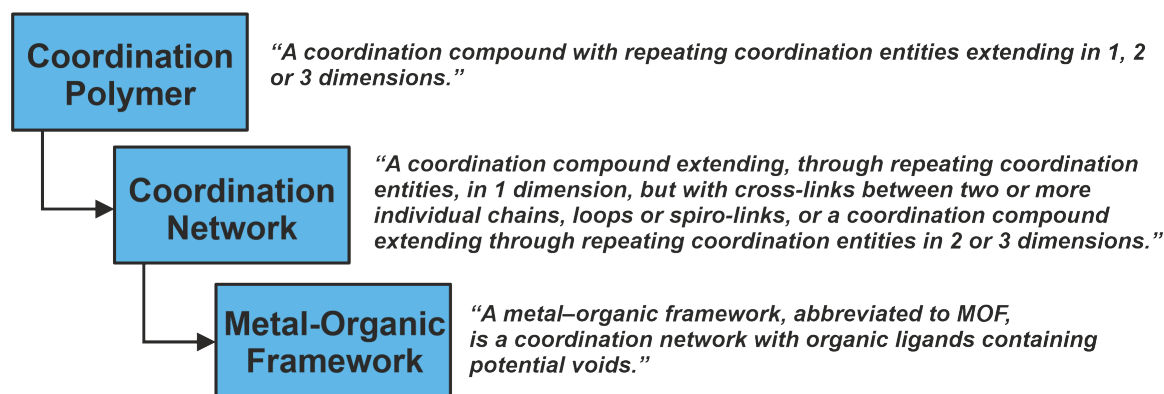 Coordination
Polymer
“A coordination compound with repeating coordination entities extending in 1, 2
or 3 dimensions.”
Coordination
Network
“A coordination compound extending, through repeating coordination
entities, in 1 dimension, but with cross-links between two or more
individual chains, loops or spiro-links, or a coordination compound
extending through repeating coordination entities in 2 or 3 dimensions.”
Metal-Organic
Framework
“A metal–organic framework, abbreviated to MOF,
is a coordination network with organic ligands containing
potential voids.”